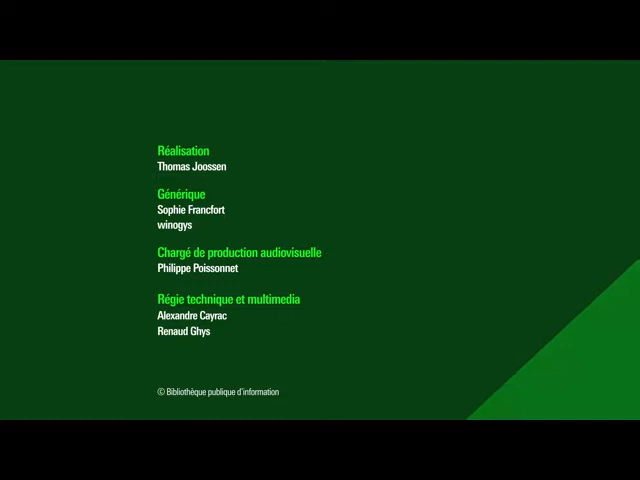 Réalisation
Thomas Joossen
Générique
Sophie Francfort
winogys
Chargé de production audiovisuelle
Philippe Poissonnet
Régie technique et multimedia
Alexandre Cayrac
Renaud Ghys
© Bibliothèque publique d'information